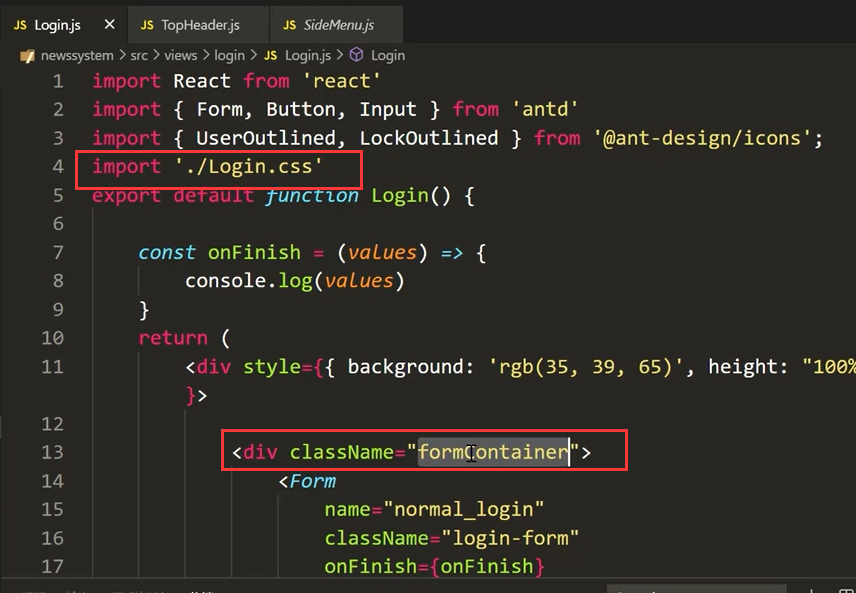 JS Login.js × JS TopHeader.js JS SideMenu.js
newssystem > src > views > login > JS Login.js > Login
1 import React from 'react'
2 import { Form, Button, Input } from 'antd'
3 import { UserOutlined, LockOutlined } from '@ant-design/icons';
4 import './Login.css'
5 export default function Login() {
6
7 const onFinish = (values) => {
8 console.log(values)
9 }
10 return (
11 <div style={{ background: 'rgb(35, 39, 65)', height: "100%
}>
12
13 <div className="formContainer">
14 <Form
15 name="normal_login"
16 className="login-form"
17 onFinish={onFinish}